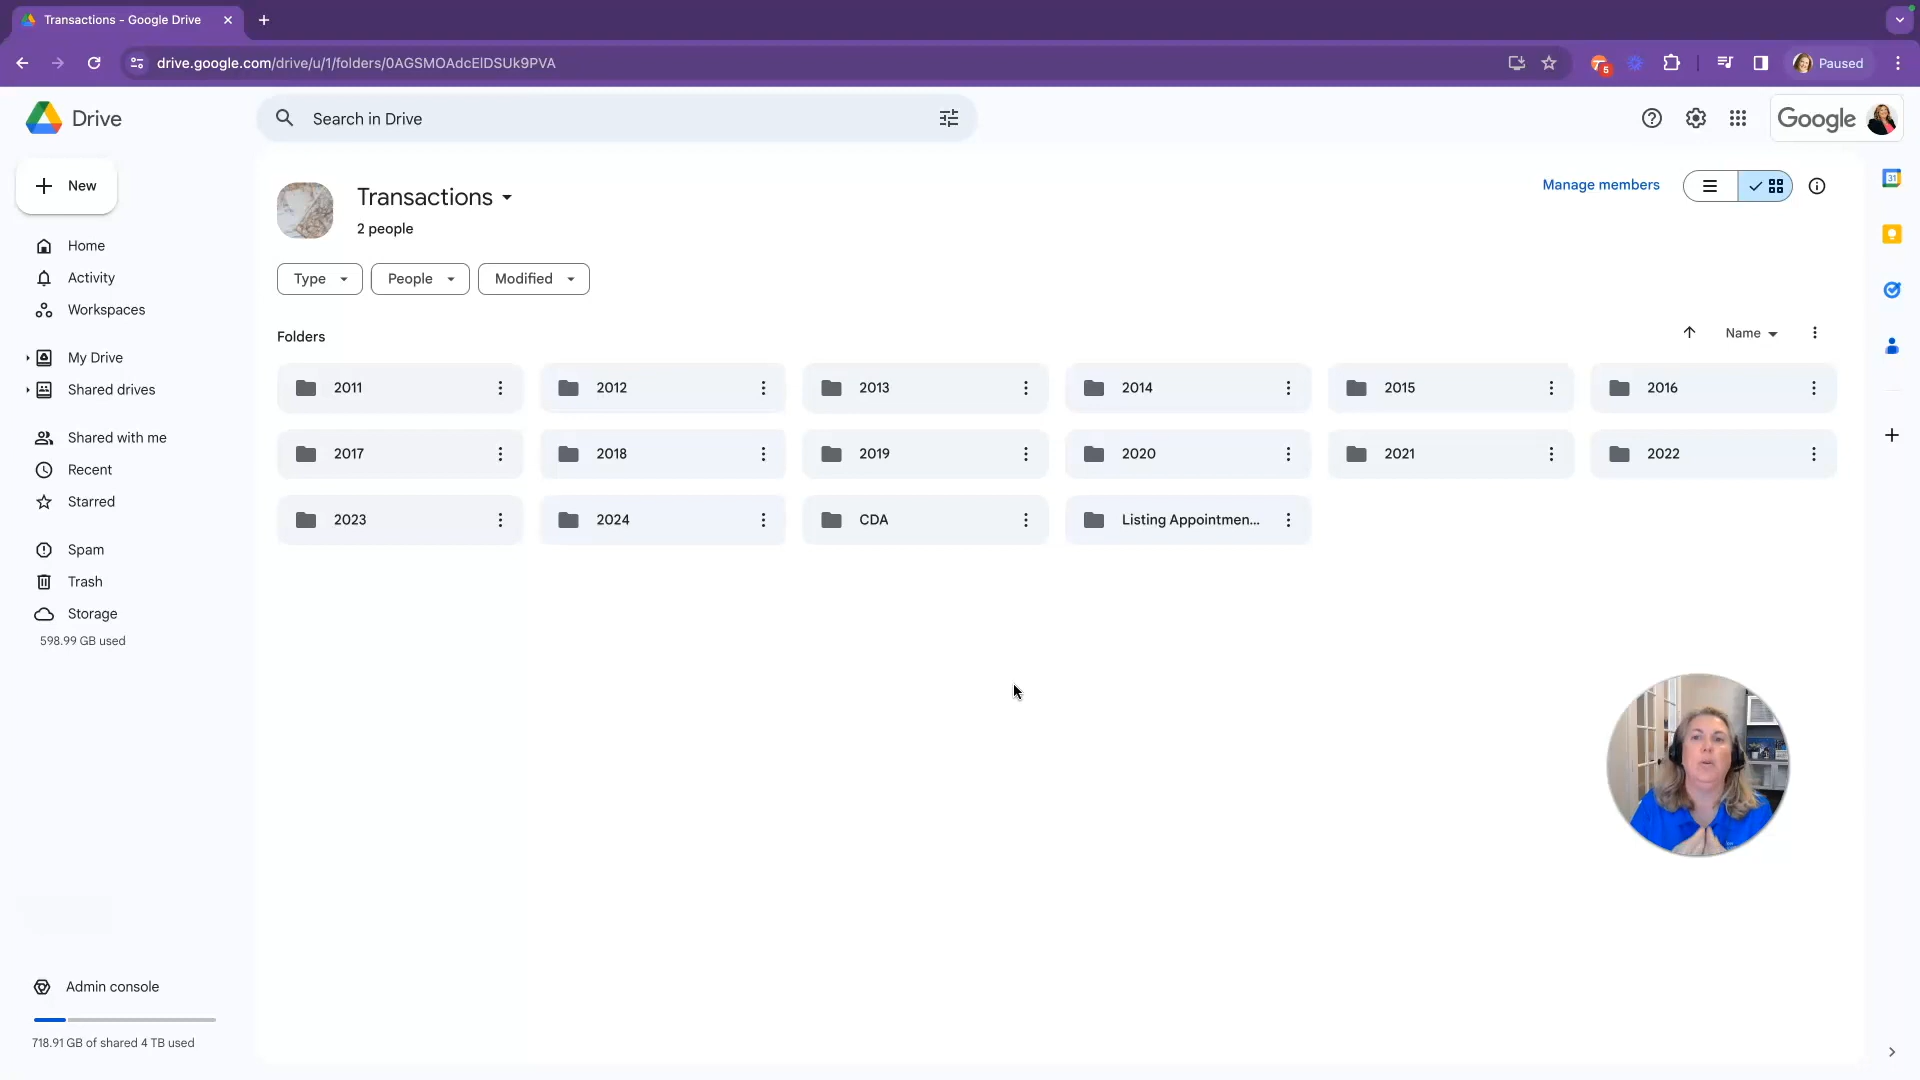 Transactions - Google Drive
drive.google.com/drive/u/1/folders/0AGSMOAdcElDSUk9PVA
5
Paused
Drive
Search in Drive
Google
New
Transactions
2 people
Manage members
31
Home
Activity
Workspaces
My Drive
Shared drives
Shared with me
Recent
Starred
Spam
Trash
Storage
598.99 GB used
Type
People
Modified
Folders
Name
2011
2012
2013
2014
2015
2016
2017
2018
2019
2020
2021
2022
2023
2024
CDA
Listing Appointmen...
Admin console
718.91 GB of shared 4 TB used